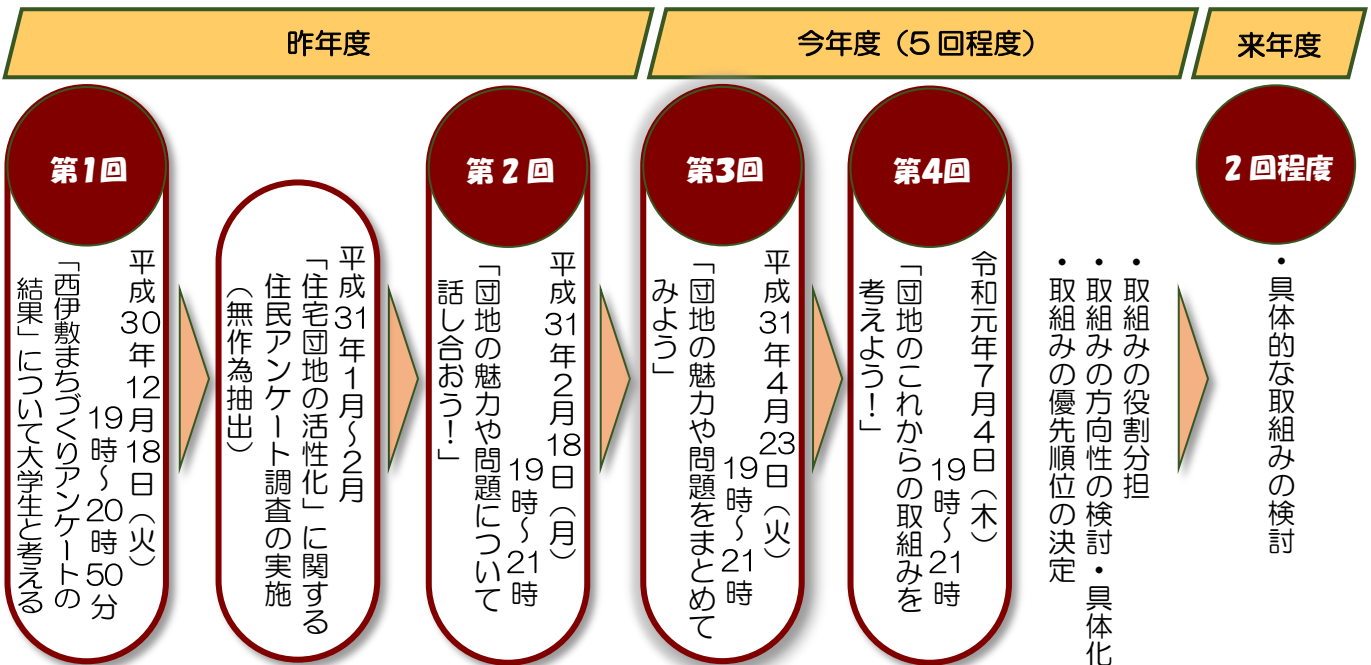 昨年度
今年度（5回程度）
来年度
第1回
平成30年12月18日（火）
19時～20時50分
「西伊敷まちづくりアンケートの
結果」について大学生と考える
平成31年1月～2月
「住宅団地の活性化」に関する
住民アンケート調査の実施
（無作為抽出）
第2回
平成31年2月18日（月）
19時～21時
「団地の魅力や問題について
話し合おう！」
第3回
平成31年4月23日（火）
19時～21時
「団地の魅力や問題をまとめて
みよう」
第4回
令和元年7月4日（木）
19時～21時
「団地のこれからの取組みを
考えよう！」
・取組みの役割分担
・取組みの方向性の検討・具体化
・取組みの優先順位の決定
2回程度
・具体的な取組みの検討